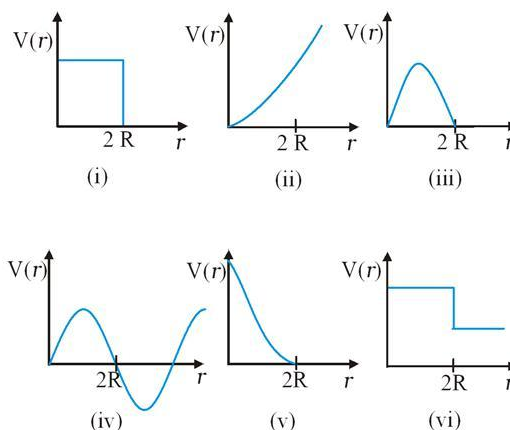 V(r) V(r) V(r)
2 R r 2 R r 2 R r
(i) (ii) (iii)
V(r) V(r) V(r)
2R r 2R r 2R r
(iv) (v) (vi)